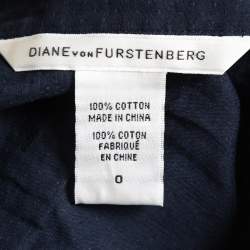 DIANE VON FURSTENBERG
100% COTTON
MADE IN CHINA
100% COTON
FABRIQUÉ
EN CHINE
0